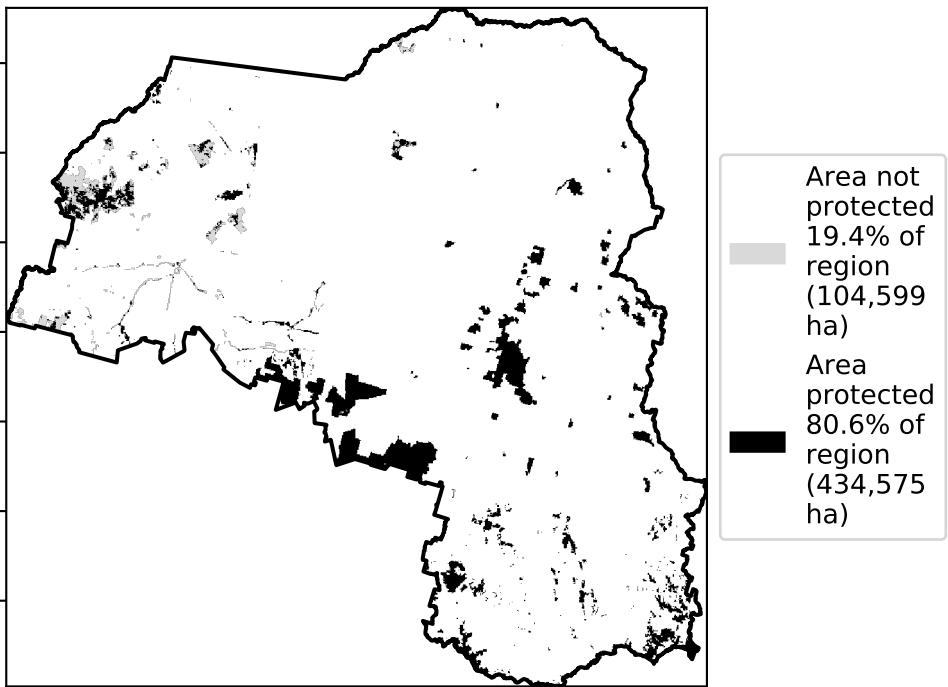 Area not
protected
19.4% of
region
(104,599
ha)
Area
protected
80.6% of
region
(434,575
ha)